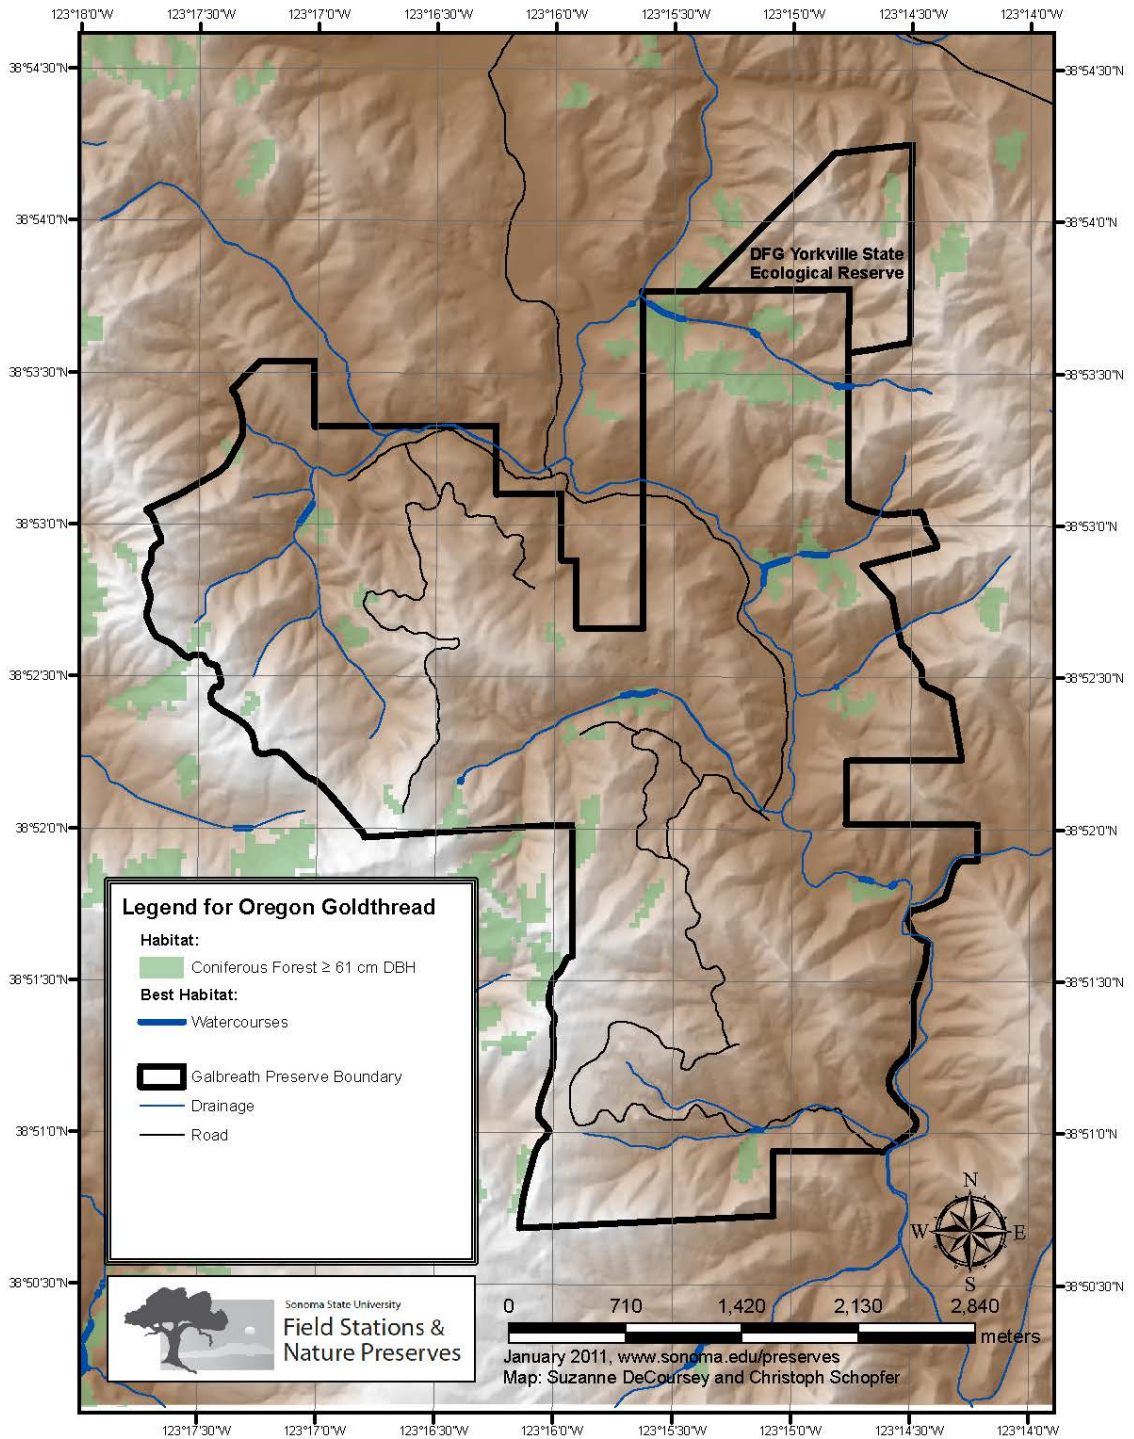 123°18'0"W 123°17'30"W 123°17'0"W 123°16'30"W 123°16'0"W 123°15'30"W 123°15'0"W 123°14'30"W 123°14'0"W
38°54'30"N 38°54'30"N
38°54'0"N 38°54'0"N
DFG Yorkville State
Ecological Reserve
38°53'30"N 38°53'30"N
38°53'0"N 38°53'0"N
38°52'30"N 38°52'30"N
38°52'0"N 38°52'0"N
Legend for Oregon Goldthread
Habitat:
Coniferous Forest ≥ 61 cm DBH
Best Habitat:
Watercourses
Galbreath Preserve Boundary
Drainage
Road
38°51'30"N 38°51'30"N
38°51'0"N 38°51'0"N
N
W E
S
38°50'30"N 38°50'30"N
Sonoma State University
Field Stations &
Nature Preserves
0 710 1,420 2,130 2,840
meters
January 2011, www.sonoma.edu/preserves
Map: Suzanne DeCoursey and Christoph Schopfer
123°17'30"W 123°17'0"W 123°16'30"W 123°16'0"W 123°15'30"W 123°15'0"W 123°14'30"W 123°14'0"W